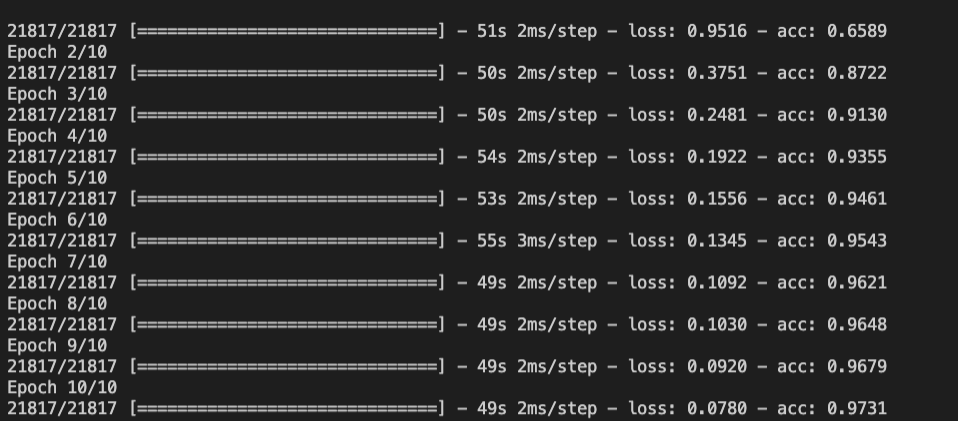 21817/21817 [==============================] - 51s 2ms/step - loss: 0.9516 - acc: 0.6589
Epoch 2/10
21817/21817 [==============================] - 50s 2ms/step - loss: 0.3751 - acc: 0.8722
Epoch 3/10
21817/21817 [==============================] - 50s 2ms/step - loss: 0.2481 - acc: 0.9130
Epoch 4/10
21817/21817 [==============================] - 54s 2ms/step - loss: 0.1922 - acc: 0.9355
Epoch 5/10
21817/21817 [==============================] - 53s 2ms/step - loss: 0.1556 - acc: 0.9461
Epoch 6/10
21817/21817 [==============================] - 55s 3ms/step - loss: 0.1345 - acc: 0.9543
Epoch 7/10
21817/21817 [==============================] - 49s 2ms/step - loss: 0.1092 - acc: 0.9621
Epoch 8/10
21817/21817 [==============================] - 49s 2ms/step - loss: 0.1030 - acc: 0.9648
Epoch 9/10
21817/21817 [==============================] - 49s 2ms/step - loss: 0.0920 - acc: 0.9679
Epoch 10/10
21817/21817 [==============================] - 49s 2ms/step - loss: 0.0780 - acc: 0.9731